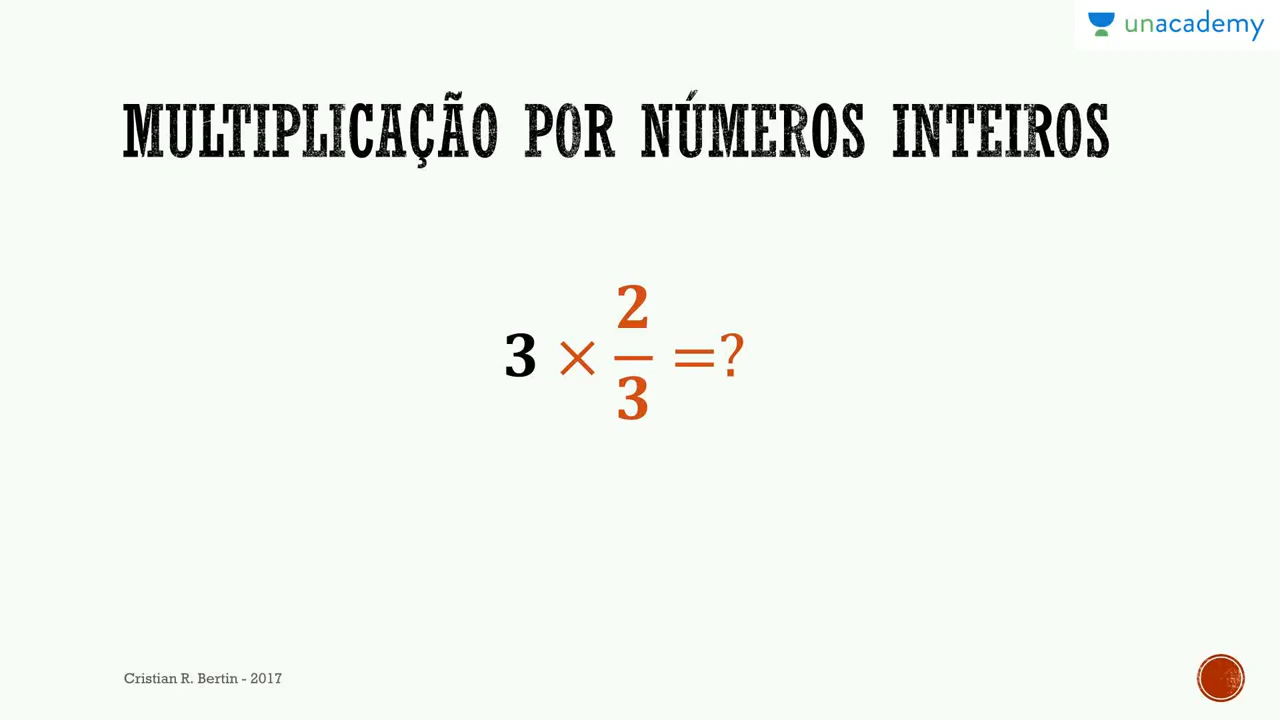 unacademy
MULTIPLICAÇÃO POR NÚMEROS INTEIROS
3 × 2/3 =?
Cristian R. Bertin - 2017